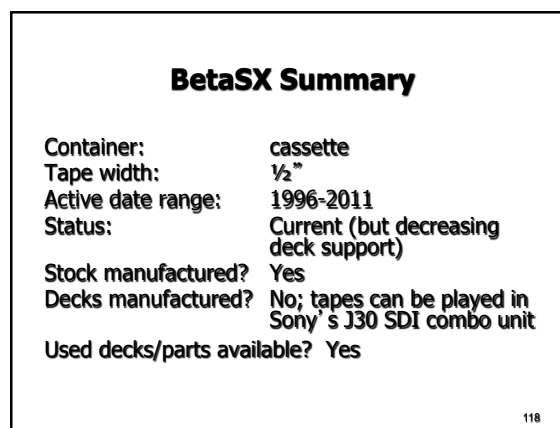 BetaSX Summary
Container: cassette
Tape width: ½”
Active date range: 1996-2011
Status: Current (but decreasing
deck support)
Stock manufactured? Yes
Decks manufactured? No; tapes can be played in
Sony’s J30 SDI combo unit
Used decks/parts available? Yes
118